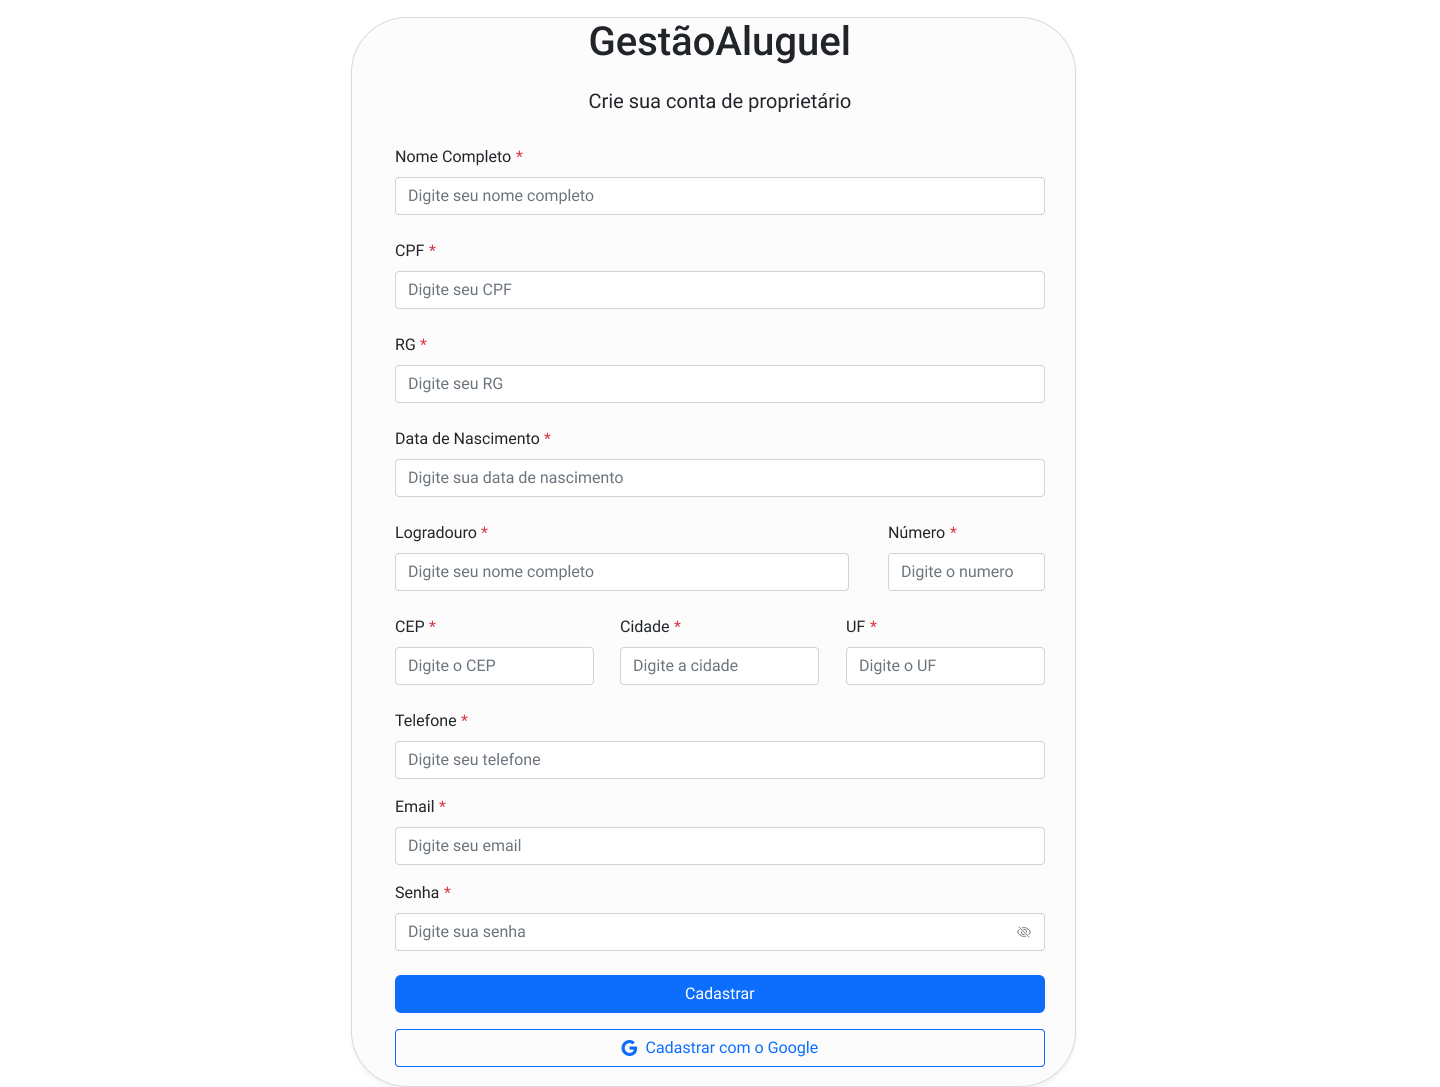 GestãoAluguel
Crie sua conta de proprietário
Nome Completo *
Digite seu nome completo
CPF *
Digite seu CPF
RG *
Digite seu RG
Data de Nascimento *
Digite sua data de nascimento
Logradouro * Número *
Digite seu nome completo Digite o numero
CEP * Cidade * UF *
Digite o CEP Digite a cidade Digite o UF
Telefone *
Digite seu telefone
Email *
Digite seu email
Senha *
Digite sua senha
Cadastrar
Cadastrar com o Google